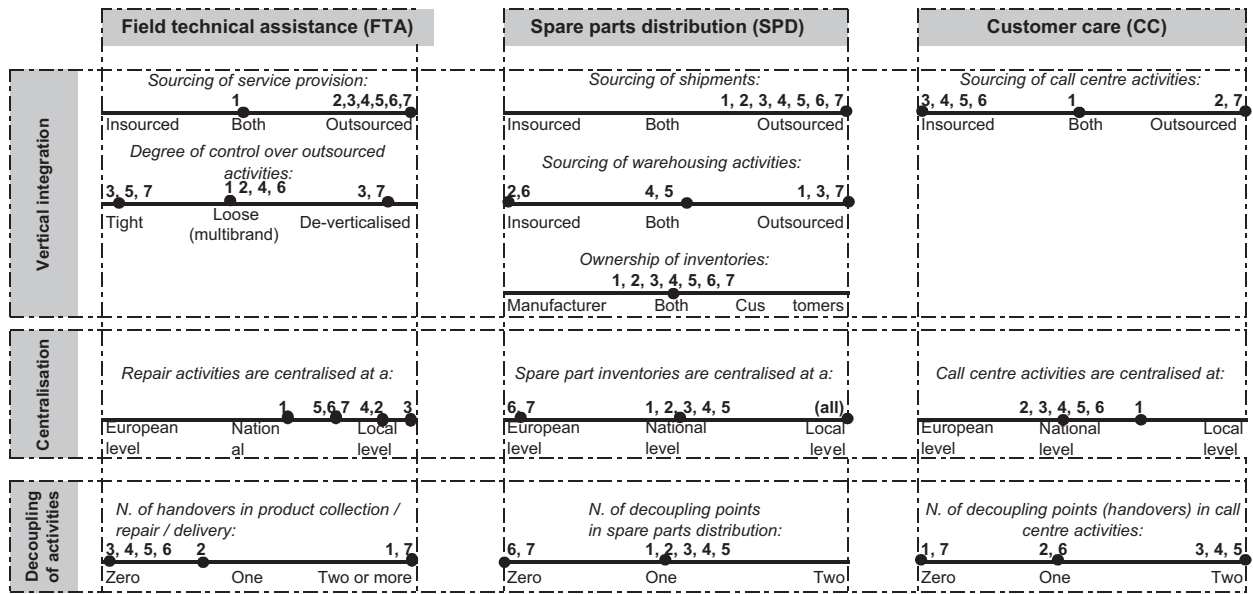 Field technical assistance (FTA)
Spare parts distribution (SPD)
Customer care (CC)
Vertical integration
Sourcing of service provision:
1 2,3,4,5,6,7
Insourced Both Outsourced
Degree of control over outsourced
activities:
3, 5, 7 1 2, 4, 6 3, 7
Tight Loose De-verticalised
(multibrand)
Sourcing of shipments:
1, 2, 3, 4, 5, 6, 7
Insourced Both Outsourced
Sourcing of warehousing activities:
2,6 4, 5 1, 3, 7
Insourced Both Outsourced
Ownership of inventories:
1, 2, 3, 4, 5, 6, 7
Manufacturer Both Cus tomers
Sourcing of call centre activities:
3, 4, 5, 6 1 2, 7
Insourced Both Outsourced
Centralisation
Repair activities are centralised at a:
1 5,6,7 4,2 3
European Nation Local
level al level
Spare part inventories are centralised at a:
6, 7 1, 2, 3, 4, 5 (all)
European National Local
level level level
Call centre activities are centralised at:
2, 3, 4, 5, 6 1
European National Local
level level level
Decoupling
of activities
N. of handovers in product collection /
repair / delivery:
3, 4, 5, 6 2 1, 7
Zero One Two or more
N. of decoupling points
in spare parts distribution:
6, 7 1, 2, 3, 4, 5
Zero One Two
N. of decoupling points (handovers) in call
centre activities:
1, 7 2,6 3, 4, 5
Zero One Two